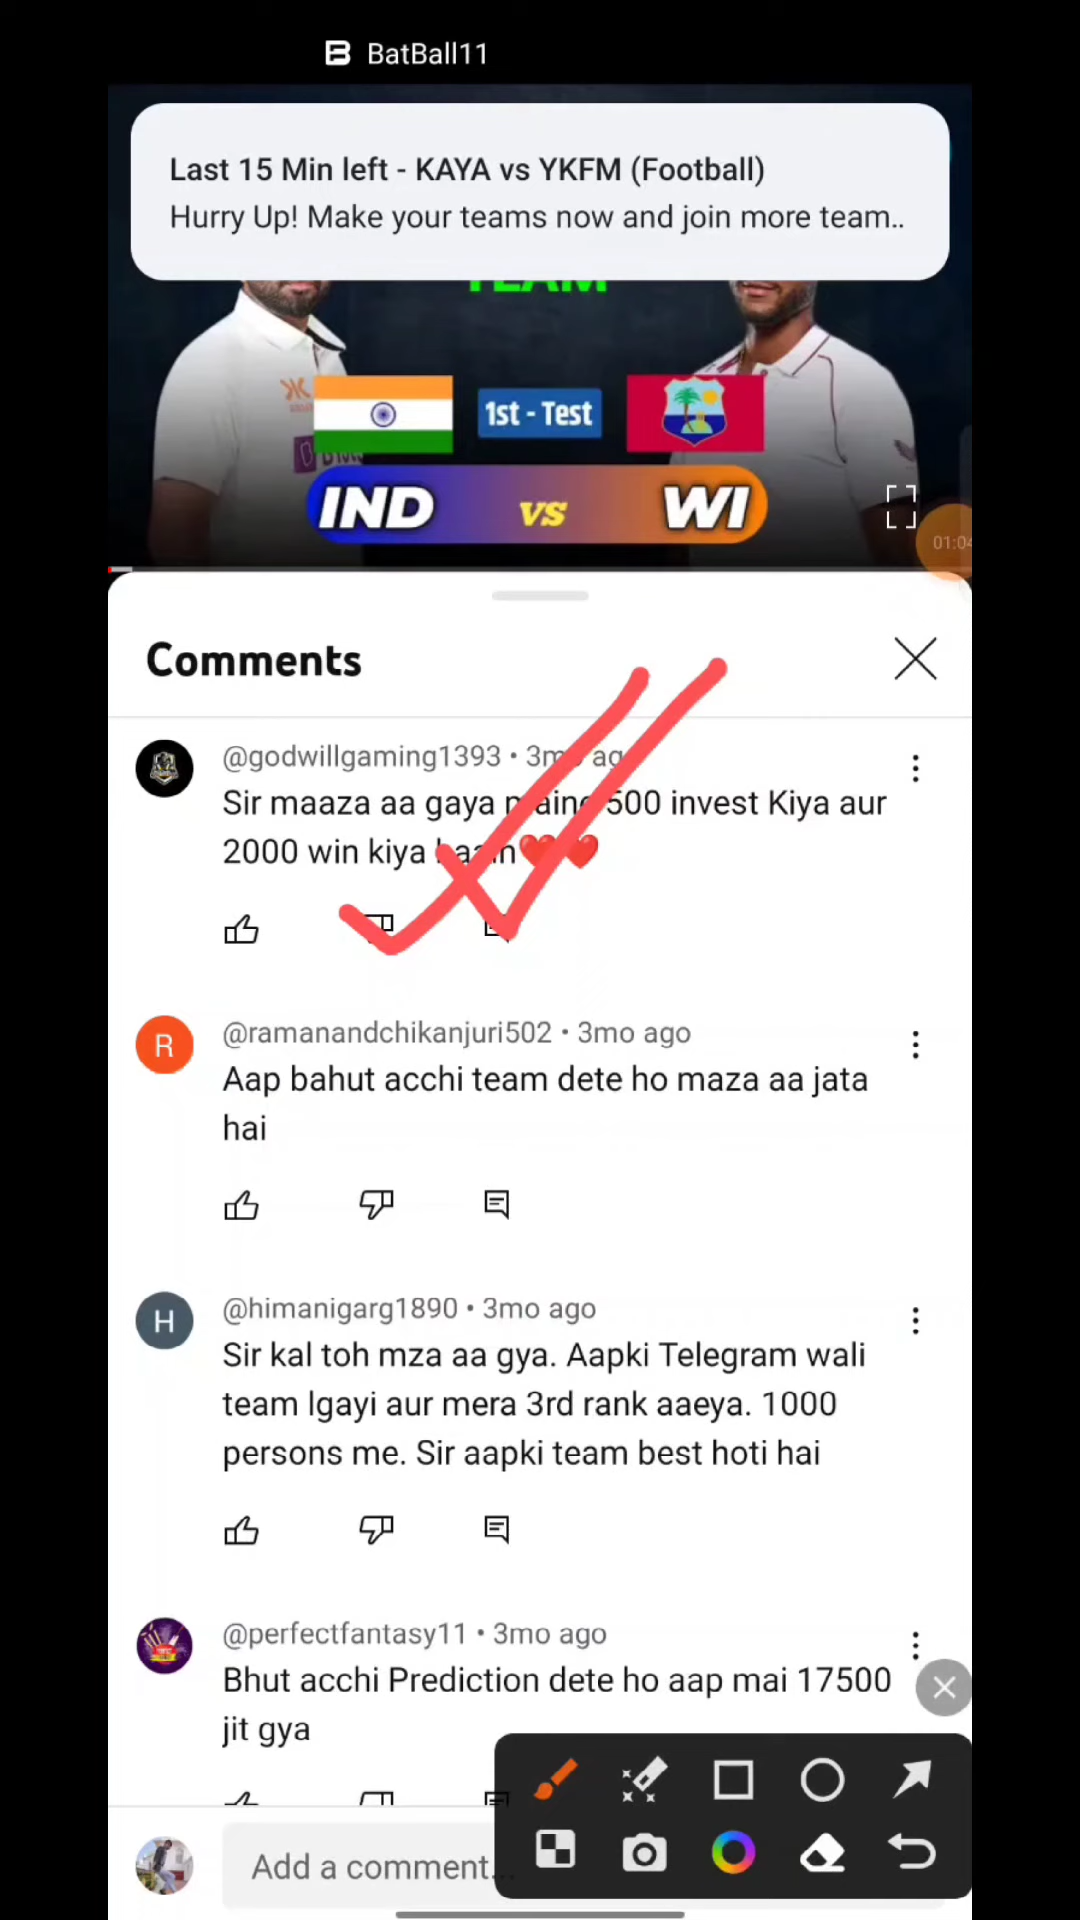 BatBall11
Last 15 Min left - KAYA vs YKFM (Football)
Hurry Up! Make your teams now and join more team..
TEAM
1st - Test
IND vs WI
01:04
Comments
@godwillgaming1393 • 3mo ago
Sir maaza aa gaya maine 500 invest Kiya aur
2000 win kiya haain❤️❤️
@ramanandchikanjuri502 • 3mo ago
Aap bahut acchi team dete ho maza aa jata
hai
@himanigarg1890 • 3mo ago
Sir kal toh mza aa gya. Aapki Telegram wali
team lgayi aur mera 3rd rank aaeya. 1000
persons me. Sir aapki team best hoti hai
@perfectfantasy11 • 3mo ago
Bhut acchi Prediction dete ho aap mai 17500
jit gya
Add a comment...